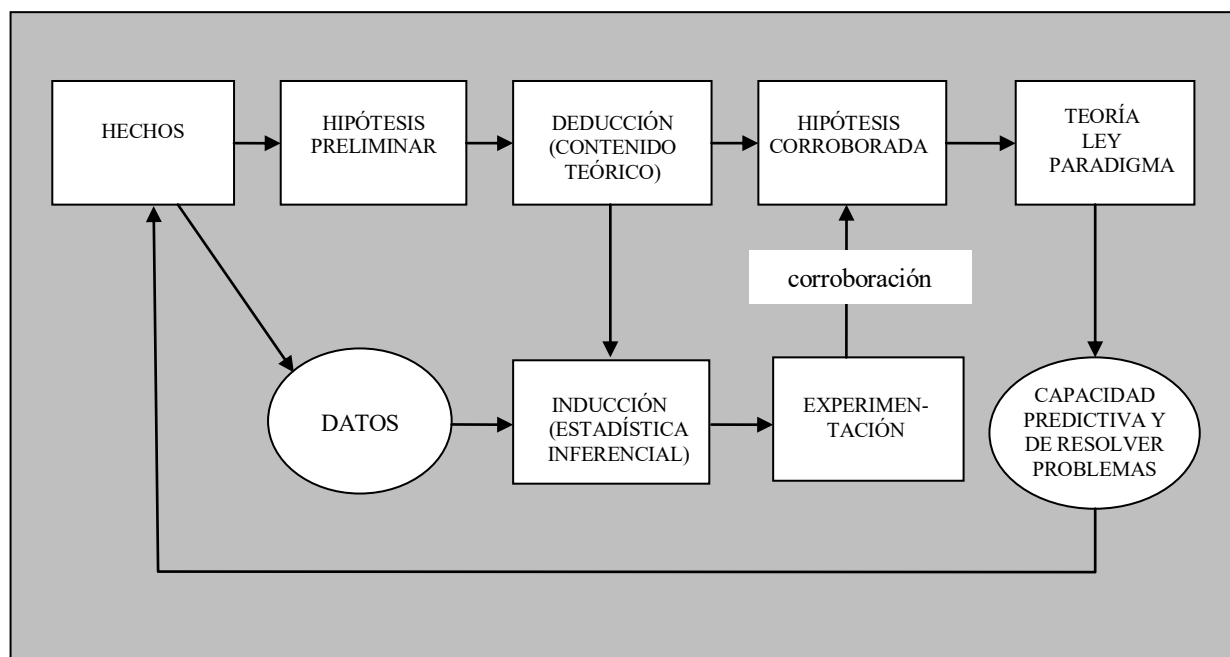 HECHOS
HIPÓTESIS
PRELIMINAR
DEDUCCIÓN
(CONTENIDO
TEÓRICO)
HIPÓTESIS
CORROBORADA
TEORÍA
LEY
PARADIGMA
corroboración
DATOS
INDUCCIÓN
(ESTADÍSTICA
INFERENCIAL)
EXPERIMEN-
TACIÓN
CAPACIDAD
PREDICTIVA Y
DE RESOLVER
PROBLEMAS